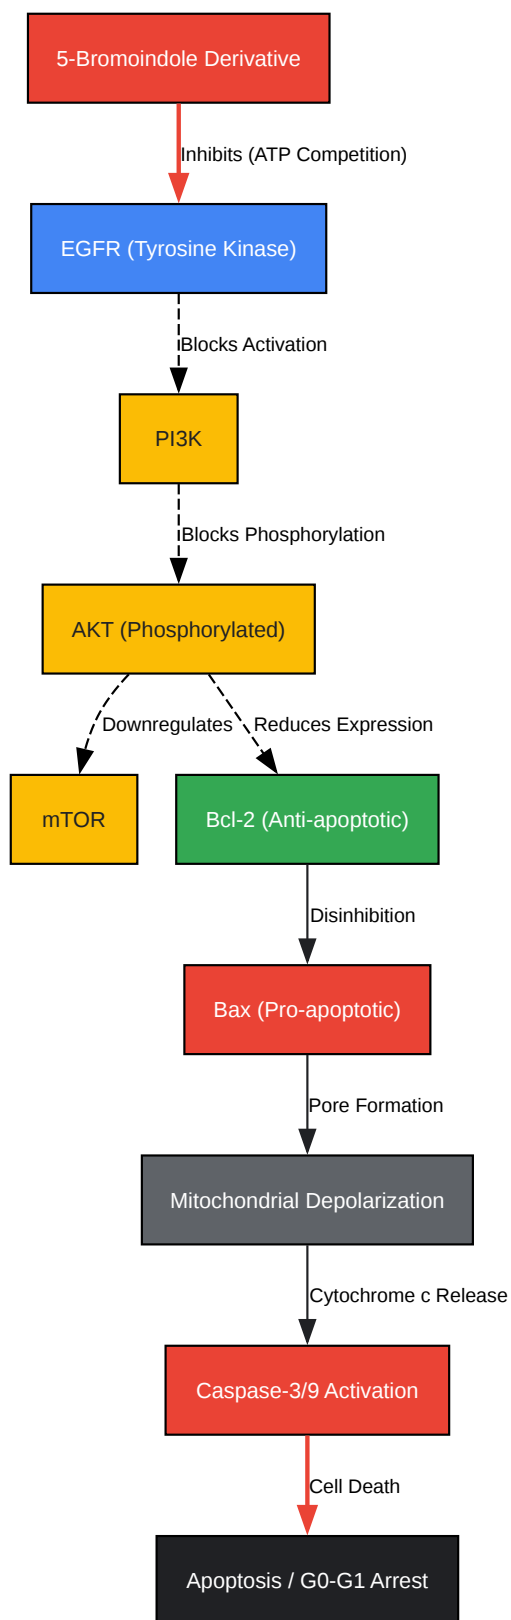 5-Bromoindole Derivative
Inhibits (ATP Competition)
EGFR (Tyrosine Kinase)
Blocks Activation
PI3K
Blocks Phosphorylation
AKT (Phosphorylated)
Downregulates
Reduces Expression
mTOR
Bcl-2 (Anti-apoptotic)
Disinhibition
Bax (Pro-apoptotic)
Pore Formation
Mitochondrial Depolarization
Cytochrome c Release
Caspase-3/9 Activation
Cell Death
Apoptosis / G0-G1 Arrest